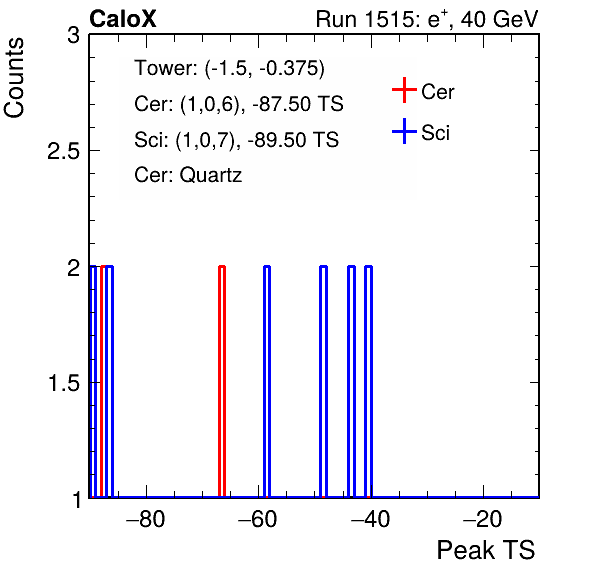 CaloX Run 1515: e+, 40 GeV
Counts
3
2.5
2
1.5
1
Tower: (-1.5, -0.375)
Cer: (1,0,6), -87.50 TS
Sci: (1,0,7), -89.50 TS
Cer: Quartz
Cer
Sci
−80 −60 −40 −20
Peak TS